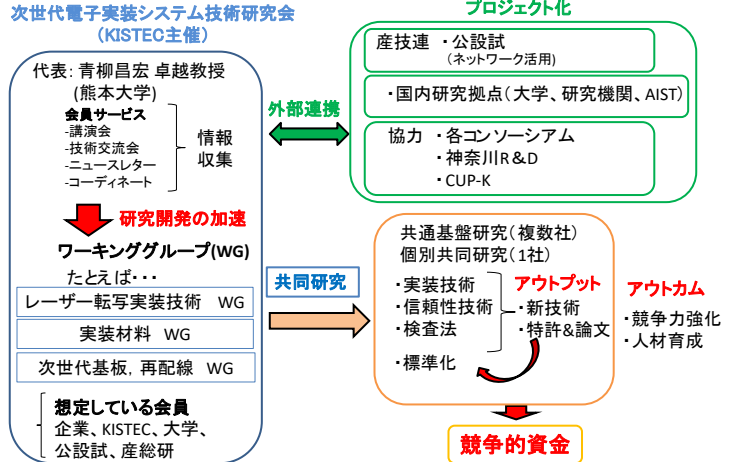 次世代電子実装システム技術研究会
（KISTEC主催）
代表: 青柳昌宏 卓越教授
(熊本大学)
会員サービス
-講演会
-技術交流会
-ニュースレター
-コーディネート
情報
収集
研究開発の加速
ワーキンググループ(WG)
たとえば・・・
レーザー転写実装技術 WG
実装材料 WG
次世代基板, 再配線 WG
想定している会員
企業、KISTEC、大学、
公設試、産総研
外部連携
共同研究
プロジェクト化
産技連 ・公設試
(ネットワーク活用)
・国内研究拠点（大学、研究機関、AIST）
協力 ・各コンソーシアム
・神奈川R＆D
・CUP-K
共通基盤研究（複数社）
個別共同研究（1社）
・実装技術
・信頼性技術
・検査法
・標準化
アウトプット
・新技術
・特許&論文
アウトカム
・競争力強化
・人材育成
競争的資金